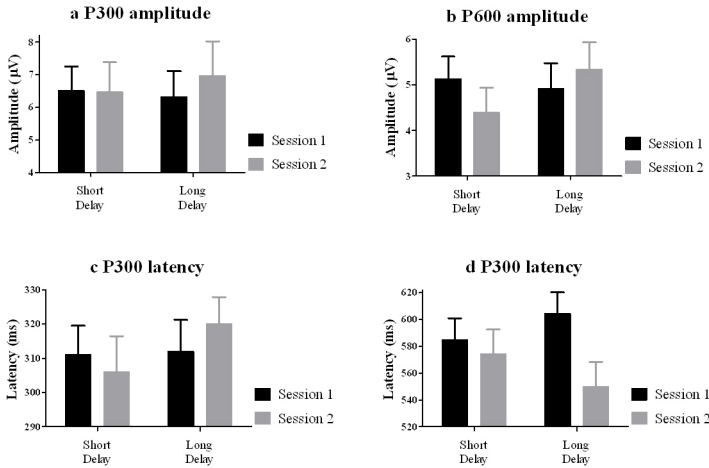 a P300 amplitude
Amplitude (μV)
8
7
6
5
4
Short Delay
Long Delay
Session 1
Session 2
b P600 amplitude
Amplitude (μV)
6
5
4
3
Short Delay
Long Delay
Session 1
Session 2
c P300 latency
Latency (ms)
330
320
310
300
290
Short Delay
Long Delay
Session 1
Session 2
d P300 latency
Latency (ms)
620
600
580
560
540
520
Short Delay
Long Delay
Session 1
Session 2